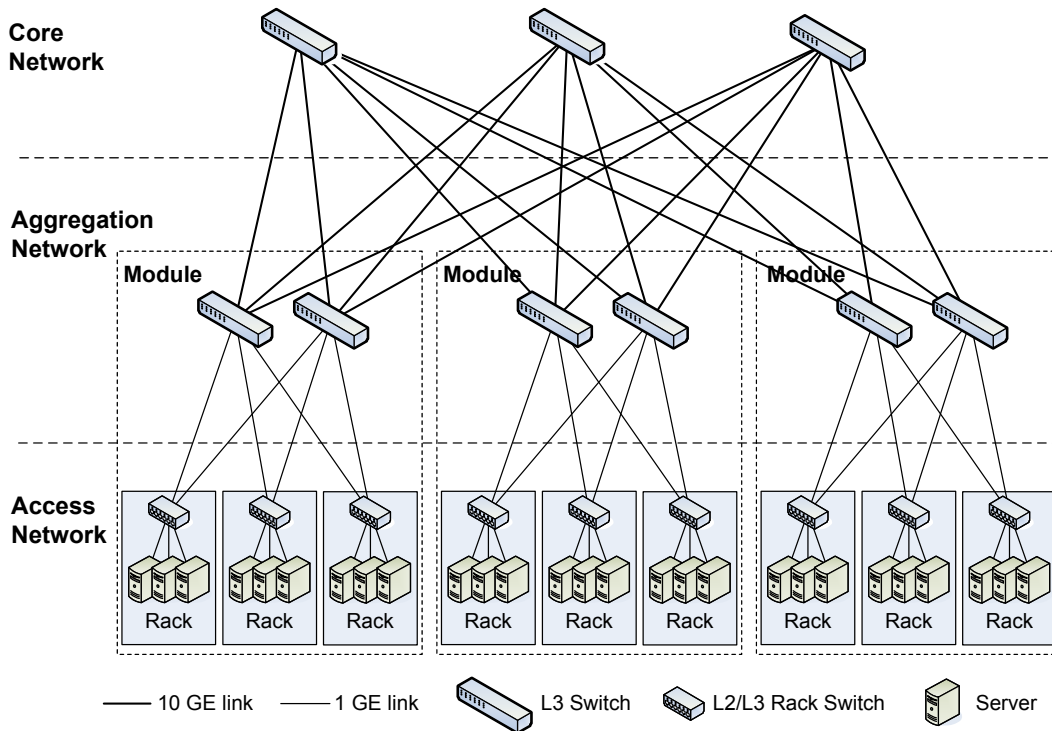 Core
Network
Aggregation
Network
Module
Module
Module
Access
Network
Rack
Rack
Rack
Rack
Rack
Rack
Rack
Rack
Rack
10 GE link
1 GE link
L3 Switch
L2/L3 Rack Switch
Server